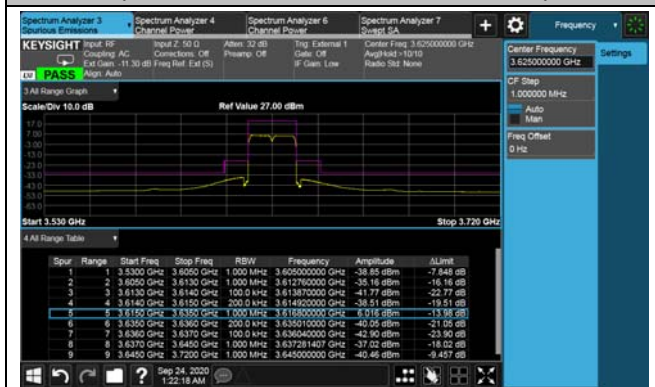 Spectrum Analyzer 3
Spurious Emissions
Spectrum Analyzer 4
Channel Power
Spectrum Analyzer 6
Channel Power
Spectrum Analyzer 7
Swept SA
Frequency
KEYSIGHT Input: RF
Coupling: AC
Ext Gain: -11.30 dB
Align: Auto
Input Z: 50 Ω
Corrections: Off
Freq Ref: Ext (S)
Atten: 32 dB
Preamp: Off
Trig: External 1
Gate: Off
IF Gain: Low
Center Freq: 3.625000000 GHz
Avg|Hold:>10/10
Radio Std: None
PASS
Center Frequency
3.625000000 GHz
Settings
CF Step
1.000000 MHz
Auto
Man
Freq Offset
0 Hz
3 All Range Graph
Scale/Div 10.0 dB
Ref Value 27.00 dBm
17.0
7.00
-3.00
-13.0
-23.0
-33.0
-43.0
-53.0
-63.0
Start 3.530 GHz
Stop 3.720 GHz
4 All Range Table
Spur Range Start Freq Stop Freq RBW Frequency Amplitude ΔLimit
1 1 3.5300 GHz 3.6050 GHz 1.000 MHz 3.605000000 GHz -38.85 dBm -7.848 dB
2 2 3.6050 GHz 3.6130 GHz 1.000 MHz 3.612760000 GHz -35.16 dBm -16.16 dB
3 3 3.6130 GHz 3.6140 GHz 100.0 kHz 3.613870000 GHz -41.77 dBm -22.77 dB
4 4 3.6140 GHz 3.6150 GHz 200.0 kHz 3.614920000 GHz -38.51 dBm -19.51 dB
5 5 3.6150 GHz 3.6350 GHz 1.000 MHz 3.616800000 GHz 6.016 dBm -13.98 dB
6 6 3.6350 GHz 3.6360 GHz 200.0 kHz 3.635010000 GHz -40.05 dBm -21.05 dB
7 7 3.6360 GHz 3.6370 GHz 100.0 kHz 3.636040000 GHz -42.90 dBm -23.90 dB
8 8 3.6370 GHz 3.6450 GHz 1.000 MHz 3.637281407 GHz -37.02 dBm -18.02 dB
9 9 3.6450 GHz 3.7200 GHz 1.000 MHz 3.645000000 GHz -40.46 dBm -9.457 dB
Sep 24, 2020
1:22:18 AM